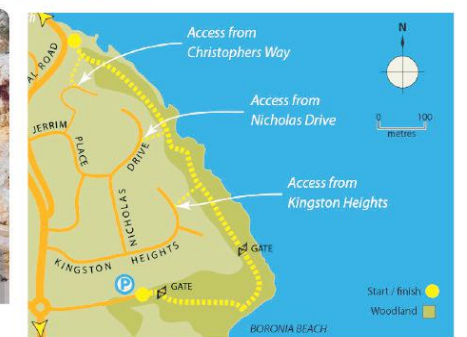 Access from
Christophers Way
N
AL ROAD
Access from
Nicholas Drive
0 100
metres
JERRIM
PLACE
DRIVE
NICHOLAS
Access from
Kingston Heights
KINGSTON HEIGHTS
GATE
P
GATE
Start / finish
Woodland
BORONIA BEACH